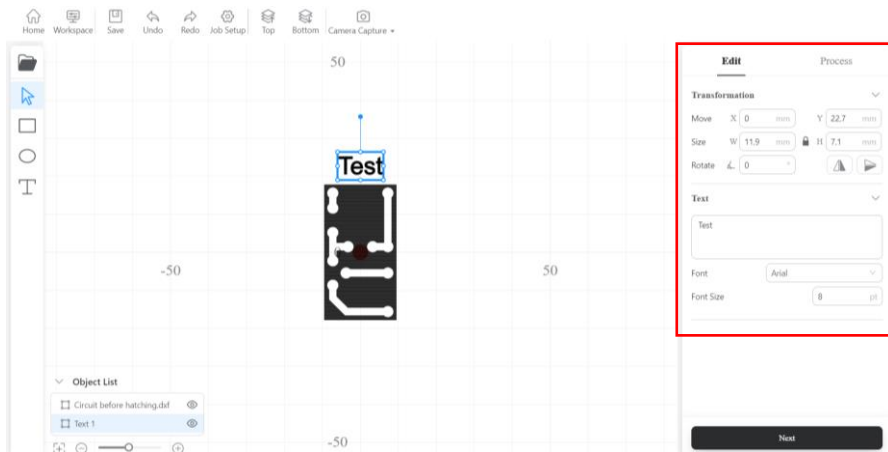 Home Workspace Save Undo Redo Job Setup Top Bottom Camera Capture
50
Test
-50
50
-50
Object List
Circuit before hatching.dxf
Text 1
Edit Process
Transformation
Move X 0 mm Y 22.7 mm
Size W 11.9 mm H 7.1 mm
Rotate 0 °
Text
Test
Font Arial
Font Size 8 pt
Next